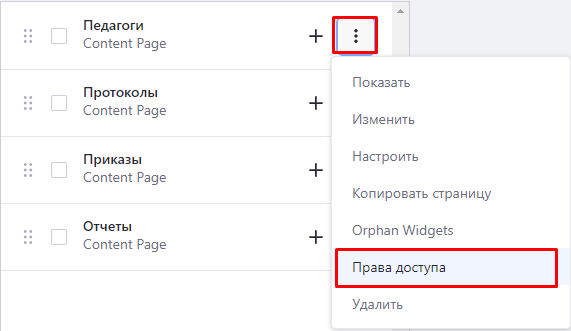 Педагоги
Content Page
Протоколы
Content Page
Приказы
Content Page
Отчеты
Content Page
Показать
Изменить
Настроить
Копировать страницу
Orphan Widgets
Права доступа
Удалить